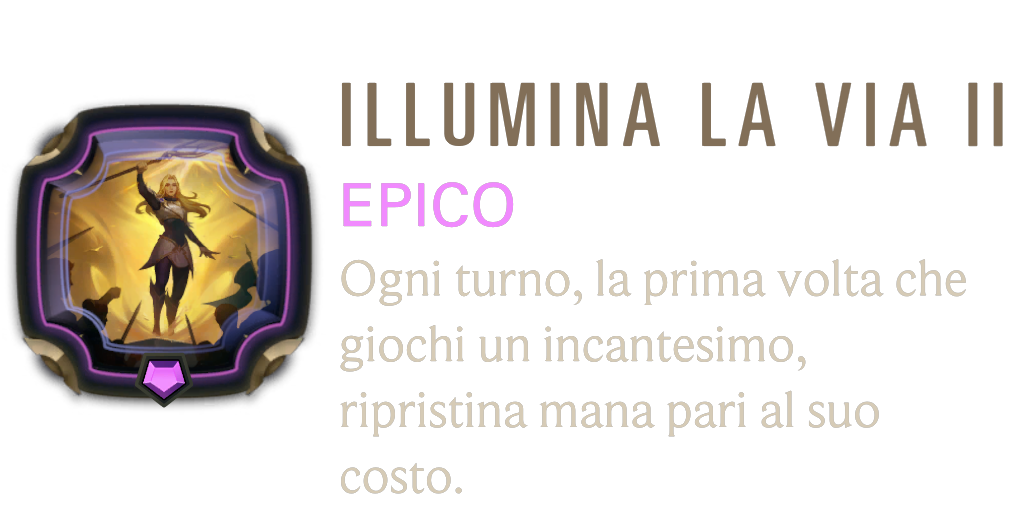 ILLUMINA LA VIA II
EPICO
Ogni turno, la prima volta che
giochi un incantesimo,
ripristina mana pari al suo
costo.